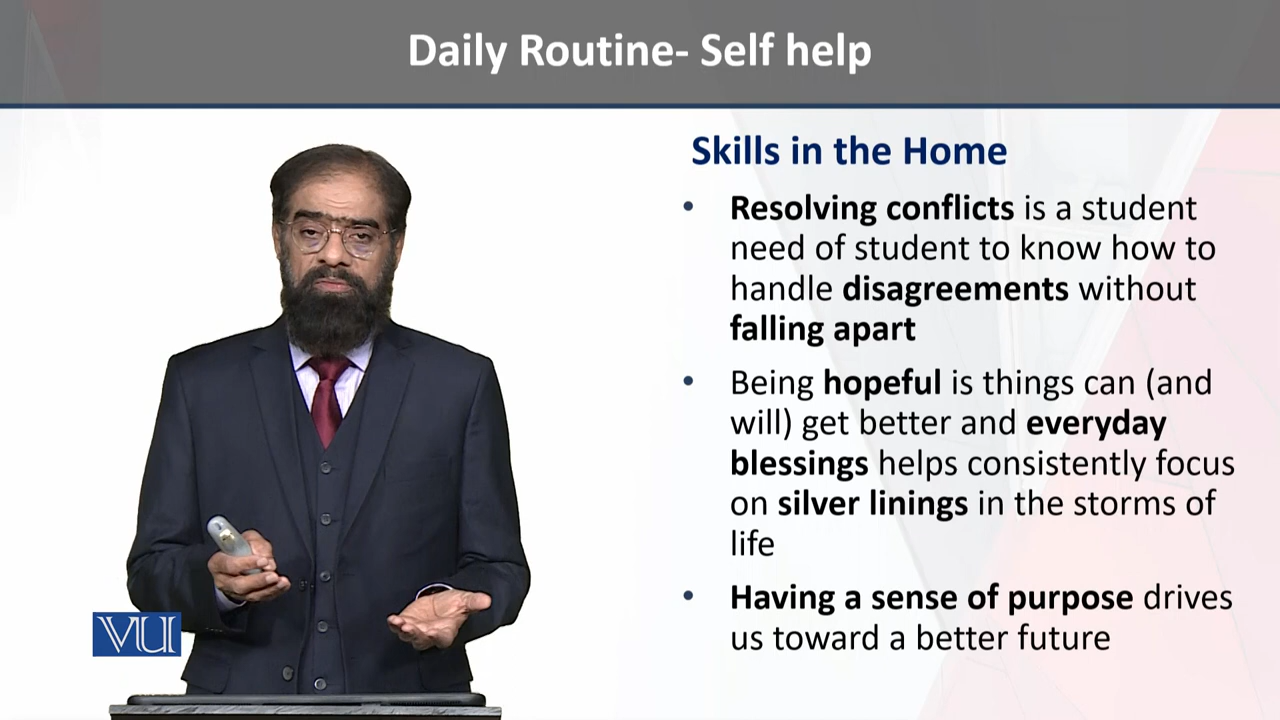 Daily Routine- Self help
Skills in the Home
• Resolving conflicts is a student
need of student to know how to
handle disagreements without
falling apart
• Being hopeful is things can (and
will) get better and everyday
blessings helps consistently focus
on silver linings in the storms of
life
• Having a sense of purpose drives
us toward a better future
VU